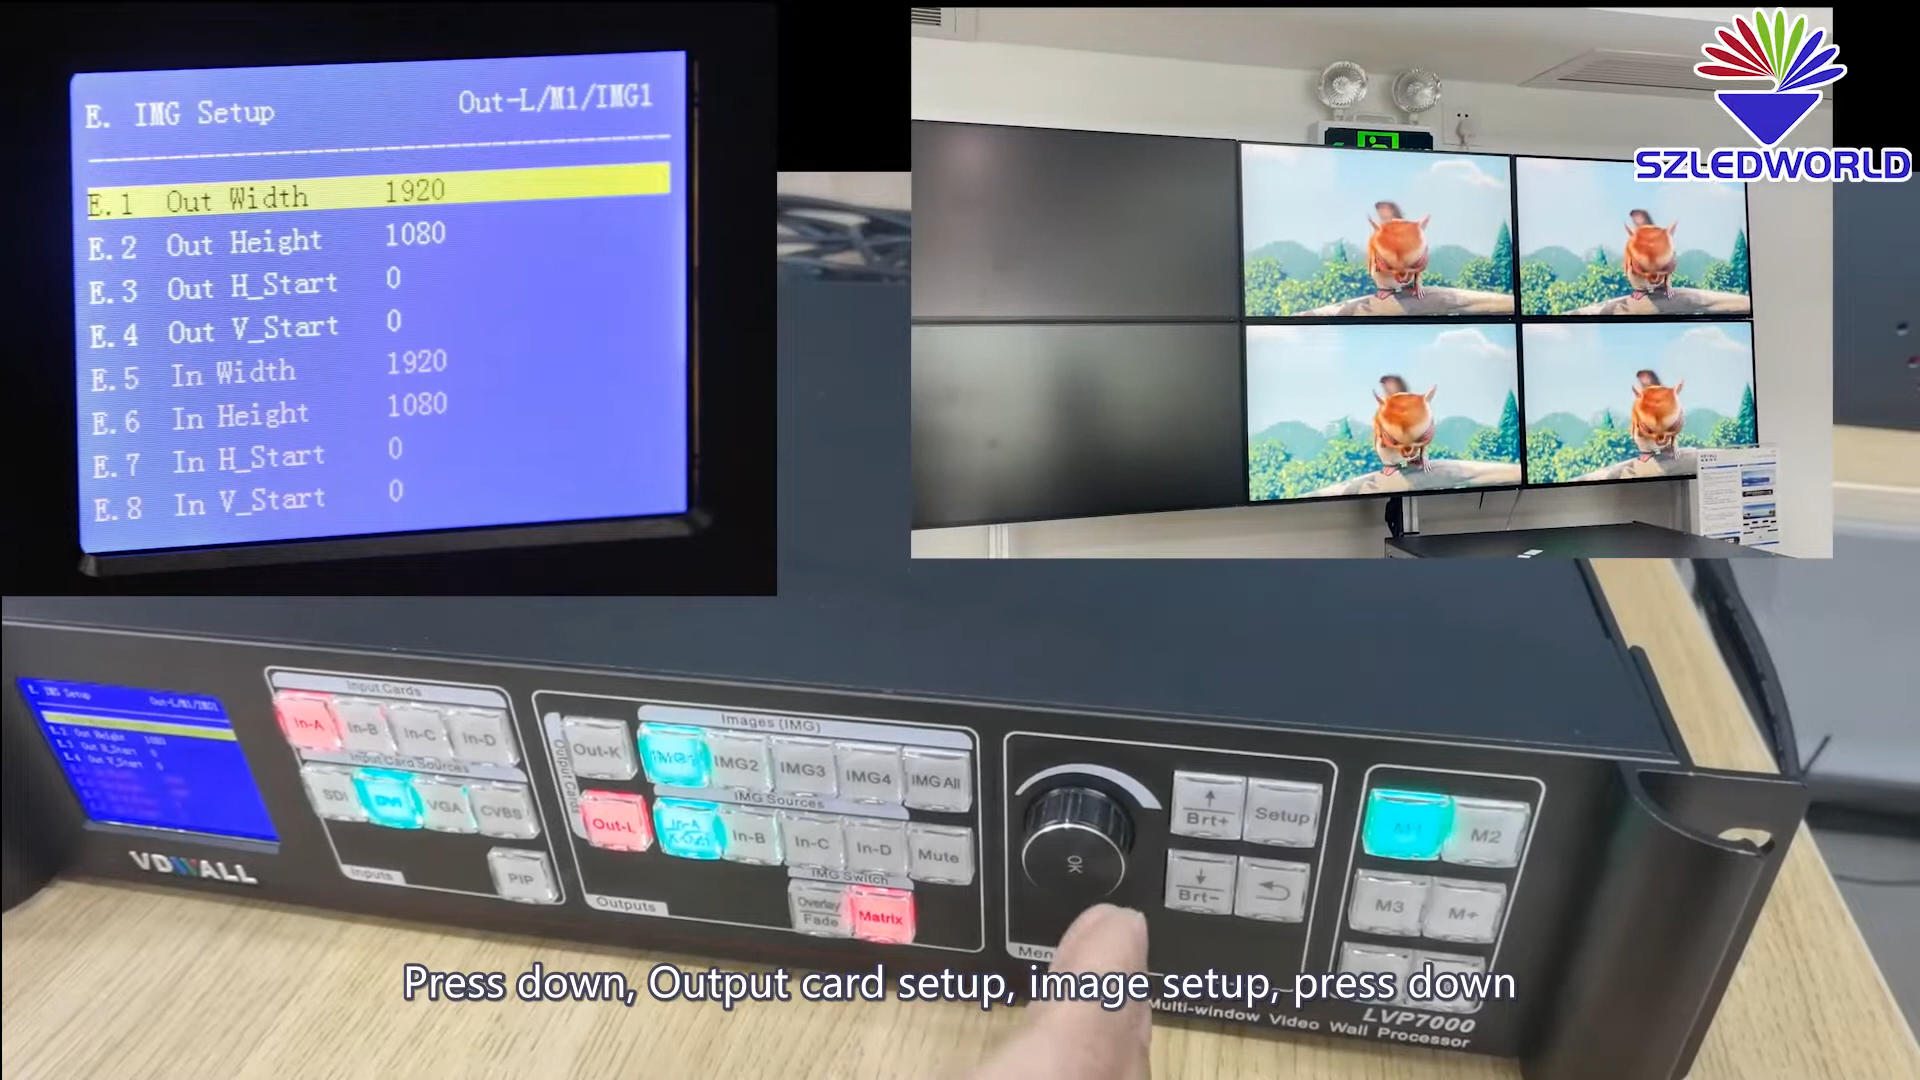 E. IMG Setup Out-L/M1/IMG1
E.1 Out Width 1920
E.2 Out Height 1080
E.3 Out H_Start 0
E.4 Out V_Start 0
E.5 In Width 1920
E.6 In Height 1080
E.7 In H_Start 0
E.8 In V_Start 0
SZLEDWORLD
E. IMG Setup Out-L/M1/IMG1
Input Cards
In-A In-B In-C In-D
Input Card Sources
SDI DVI VGA CVBS
PIP
Inputs
VDWALL
Output Cards
Out-K
Out-L
Images (IMG)
IMG1 IMG2 IMG3 IMG4 IMG All
IMG Sources
In-A In-B In-C In-D Mute
IMG Switch
Overlay
Fade
Matrix
Outputs
OK
Brt+
Setup
Brt-
M1 M2
M3 M+
Press down, Output card setup, image setup, press down
LVP7000
Multi-window Video Wall Processor